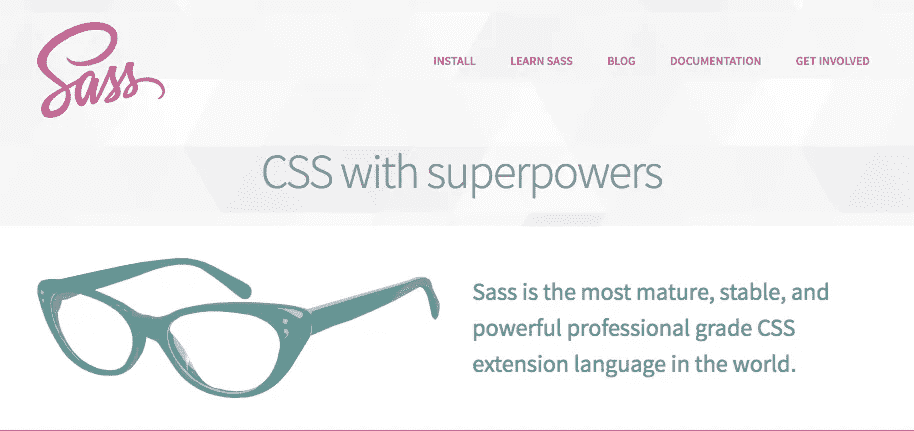 Sass
INSTALL LEARN SASS BLOG DOCUMENTATION GET INVOLVED
CSS with superpowers
Sass is the most mature, stable, and
powerful professional grade CSS
extension language in the world.